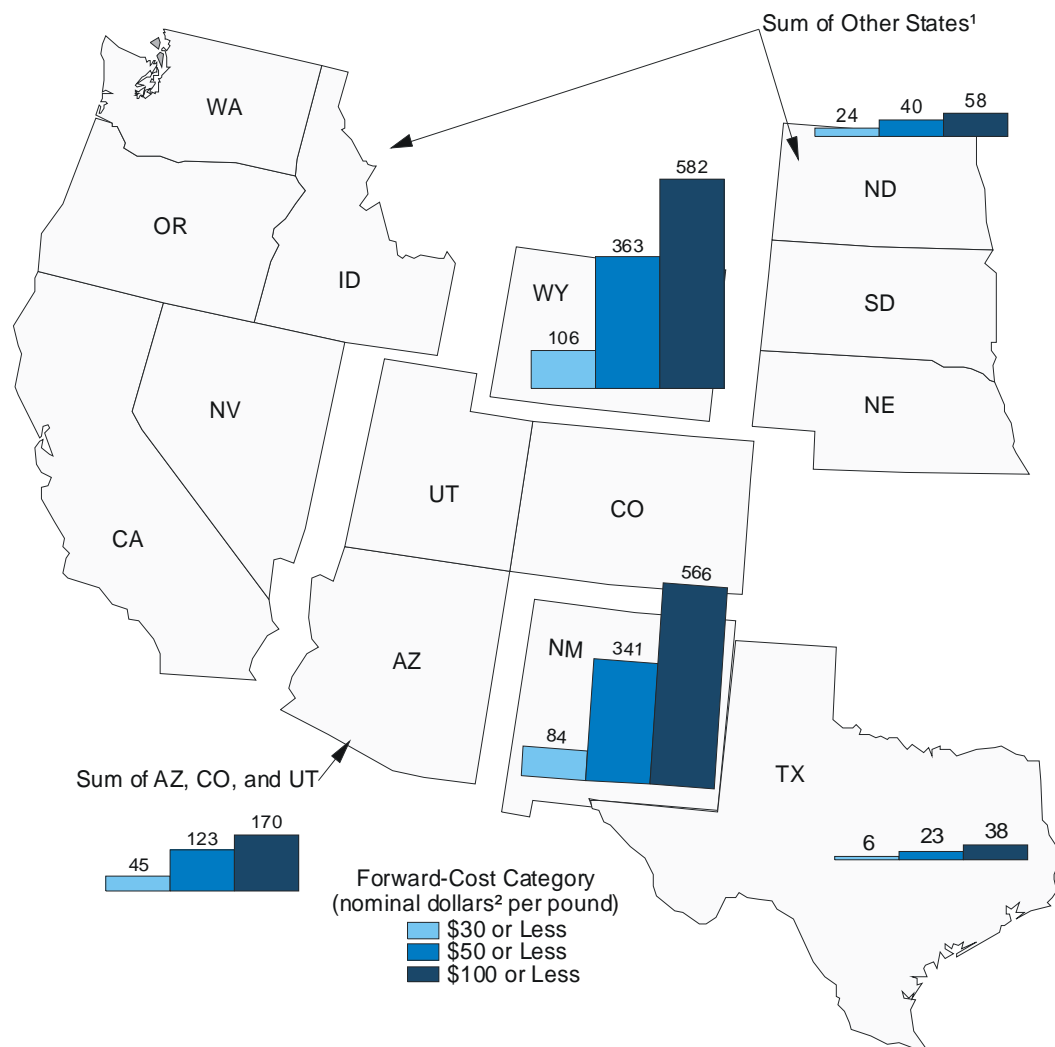 Sum of Other States¹
24 40 58
WA
ND
582
OR
363
ID
WY
SD
106
NV
NE
UT
CO
CA
566
NM
341
AZ
84
TX
Sum of AZ, CO, and UT
45 123 170
6 23 38
Forward-Cost Category
(nominal dollars² per pound)
$30 or Less
$50 or Less
$100 or Less